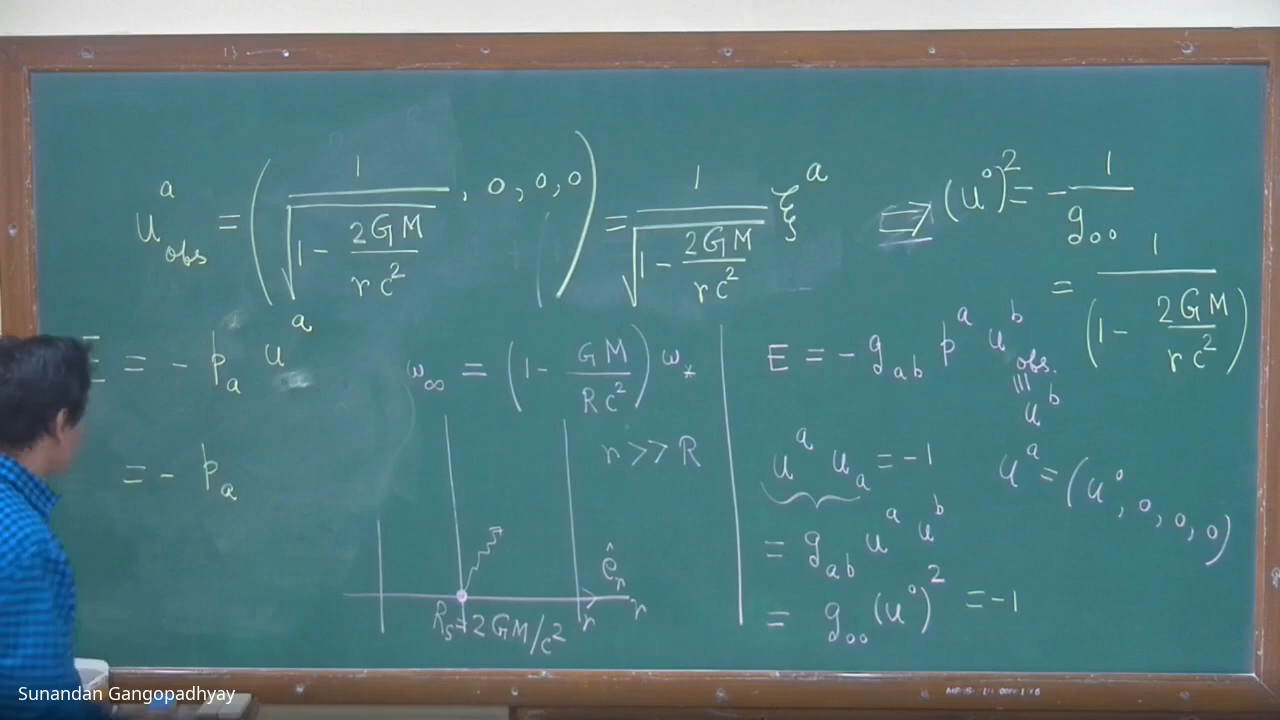 u^a_obs = ( 1 / √(1 - 2GM/rc²) , 0, 0, 0 ) = 1 / √(1 - 2GM/rc²) ξ^a
⇒ (u⁰)² = - 1/g₀₀
= 1 / (1 - 2GM/rc²)
= - p_a u^a
= - p_a
ω_∞ = (1 - GM/Rc²) ω_*
r >> R
ê_r
r
R_s = 2GM/c²
r
E = - g_ab p^a u^b_obs.
≡
u^b
u^a u_a = -1
u^a = (u⁰, 0, 0, 0)
= g_ab u^a u^b
= g₀₀ (u⁰)² = -1
Sunandan Gangopadhyay